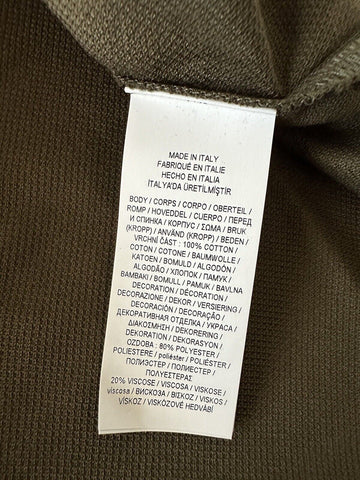 MADE IN ITALY
FABRIQUÉ EN ITALIE
HECHO EN ITALIA
İTALYA'DA ÜRETİLMİŞTİR
BODY / CORPS / CORPO / OBERTEIL /
ROMP / HOVEDDEL / CUERPO / ПЕРЕД
И СПИНКА / КОРПУС / ΣΩΜΑ / BRUK
(KROPP) / ANVÄND (KROPP) / BEDEN /
VRCHNÍ ČÁST : 100% COTTON /
COTON / COTONE / BAUMWOLLE /
KATOEN / BOMULD / ALGODÓN /
ALGODÃO / ХЛОПОК / ПАМУК /
ΒΑΜΒΑΚΙ / BOMULL / PAMUK / BAVLNA
DECORATION / DÉCORATION /
DECORAZIONE / DEKOR / VERSIERING /
DECORACIÓN / DECORAÇÃO /
ДЕКОРАТИВНАЯ ОТДЕЛКА / УКРАСА /
ΔΙΑΚΟΣΜΗΣΗ / DEKORERING /
DEKORATION / DEKORASYON /
OZDOBA : 80% POLYESTER /
POLIESTERE / poliéster / POLIÉSTER /
ПОЛИЭСТЕР / ПОЛИЕСТЕР /
ΠΟΛΥΕΣΤΕΡΑΣ
20% VISCOSE / VISCOSA / VISKOSE /
viscosa / ВИСКОЗА / ΒΙΣΚΟΖ / VISKOS /
VİSKOZ / VISKÓZOVÉ HEDVÁBÍ